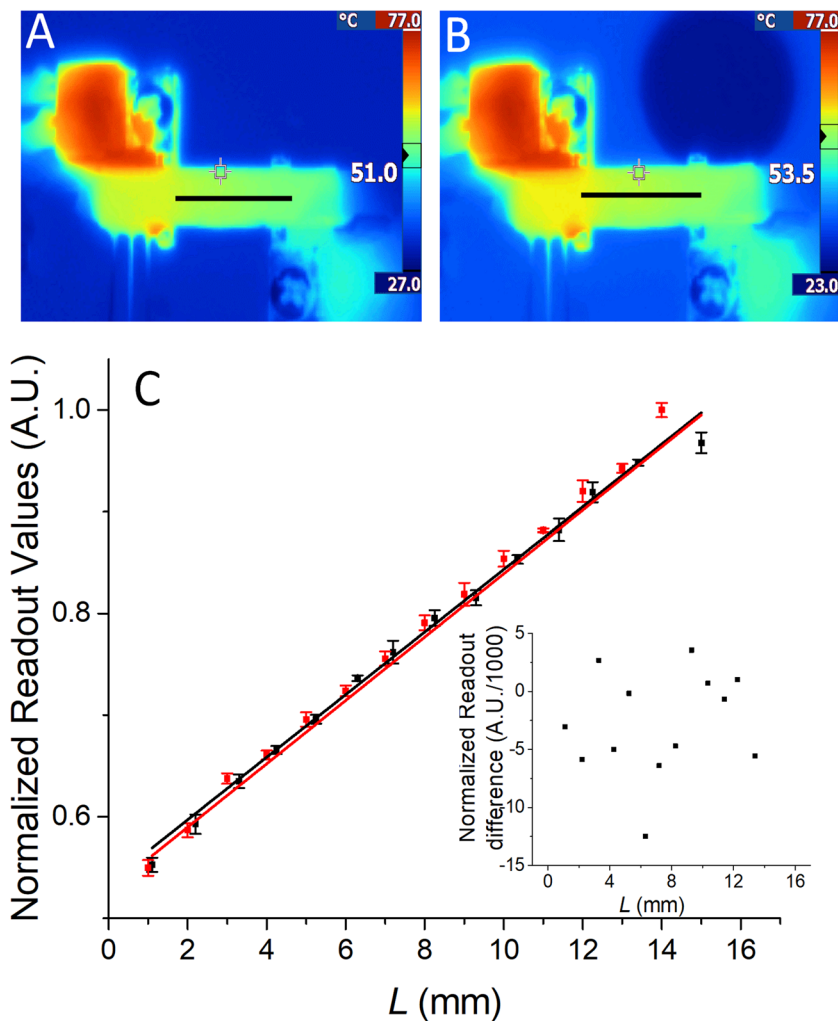 A
°C
77.0
51.0
27.0
B
°C
77.0
53.5
23.0
C
Normalized Readout Values (A.U.)
1.0
0.8
0.6
0
2
4
6
8
10
12
14
16
L (mm)
Normalized Readout
difference (A.U./1000)
5
0
-5
-10
-15
0
4
8
12
16
L (mm)